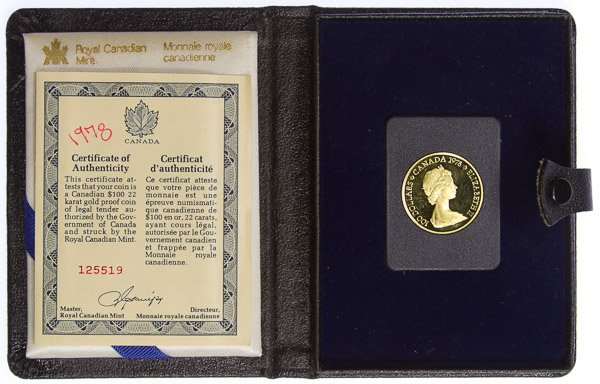 Royal Canadian
Mint
Monnaie royale
canadienne
1978
CANADA
Certificate of
Authenticity
This certificate at-
tests that your coin is
a Canadian $100 22
karat gold proof coin
of legal tender au-
thorized by the Gov-
ernment of Canada
and struck by the
Royal Canadian Mint.
Certificat
d'authenticité
Ce certificat atteste
que votre pièce de
monnaie est une
épreuve numismati-
que canadienne de
$100 en or, 22 carats,
ayant cours légal,
autorisée par le Gou-
vernement canadien
et frappée par la
Monnaie royale
canadienne.
125519
Master,
Royal Canadian Mint
Directeur,
Monnaie royale canadienne
100 DOLLARS • CANADA 1978 • ELIZABETH II